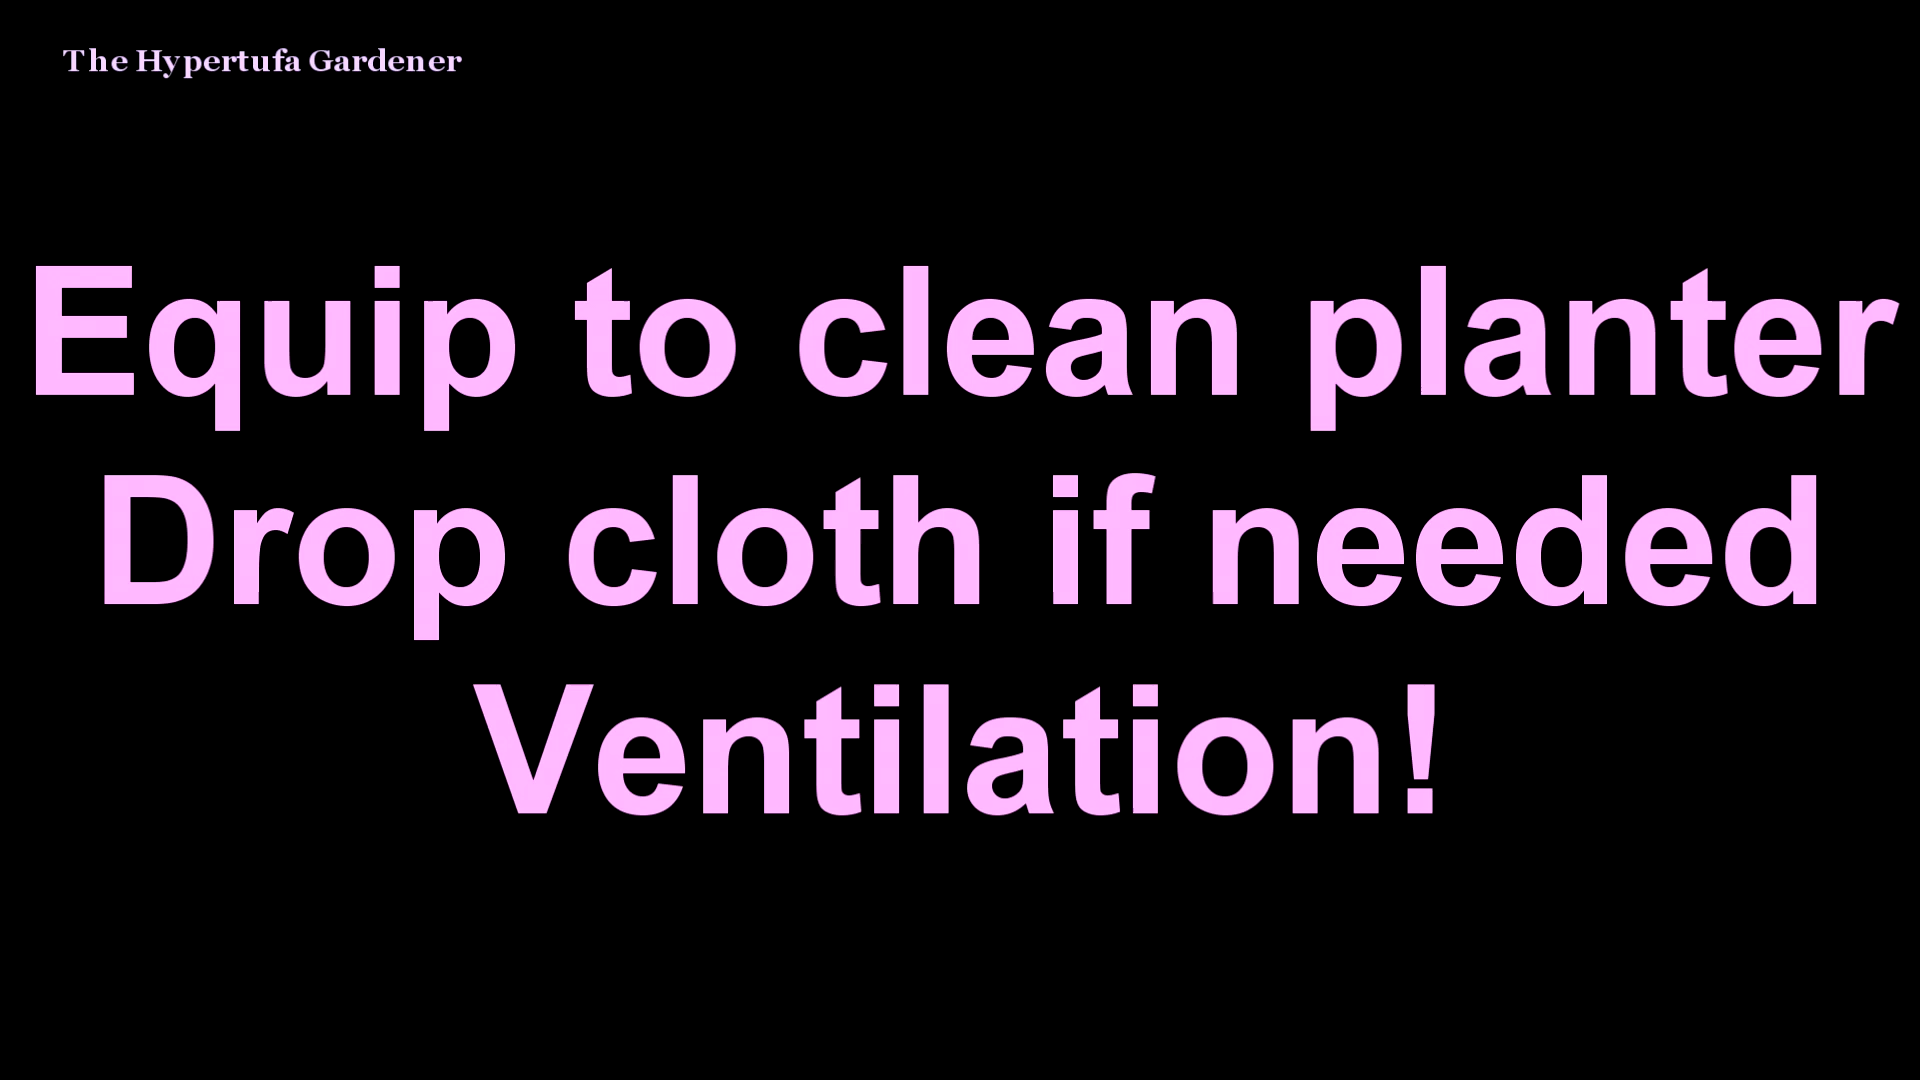 The Hypertufa Gardener
Equip to clean planter
Drop cloth if needed
Ventilation!